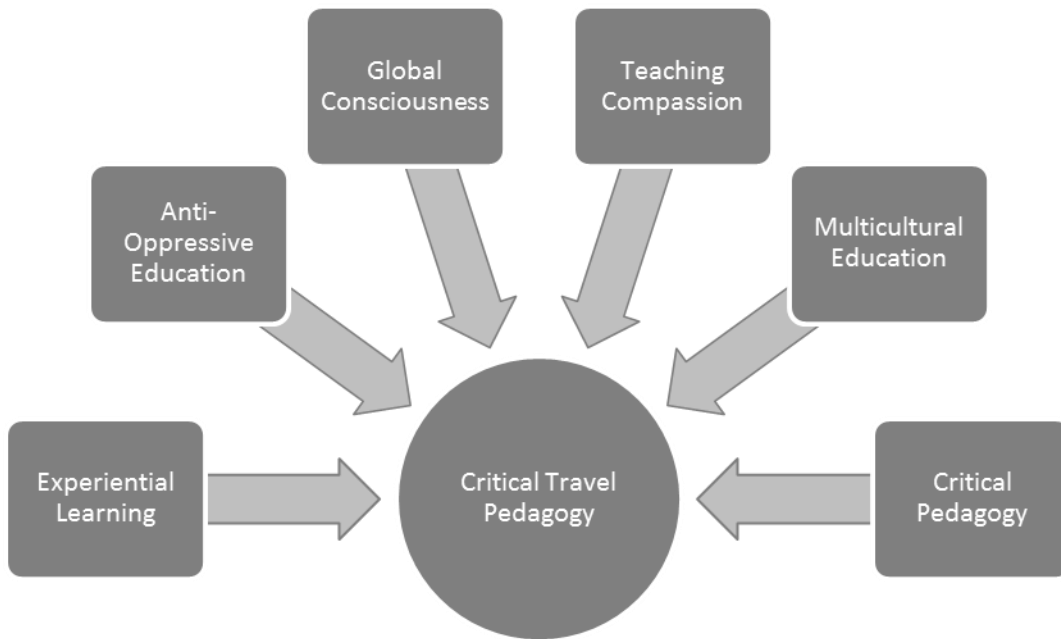 Global
Consciousness
Teaching
Compassion
Anti-
Oppressive
Education
Multicultural
Education
Experiential
Learning
Critical Travel
Pedagogy
Critical
Pedagogy